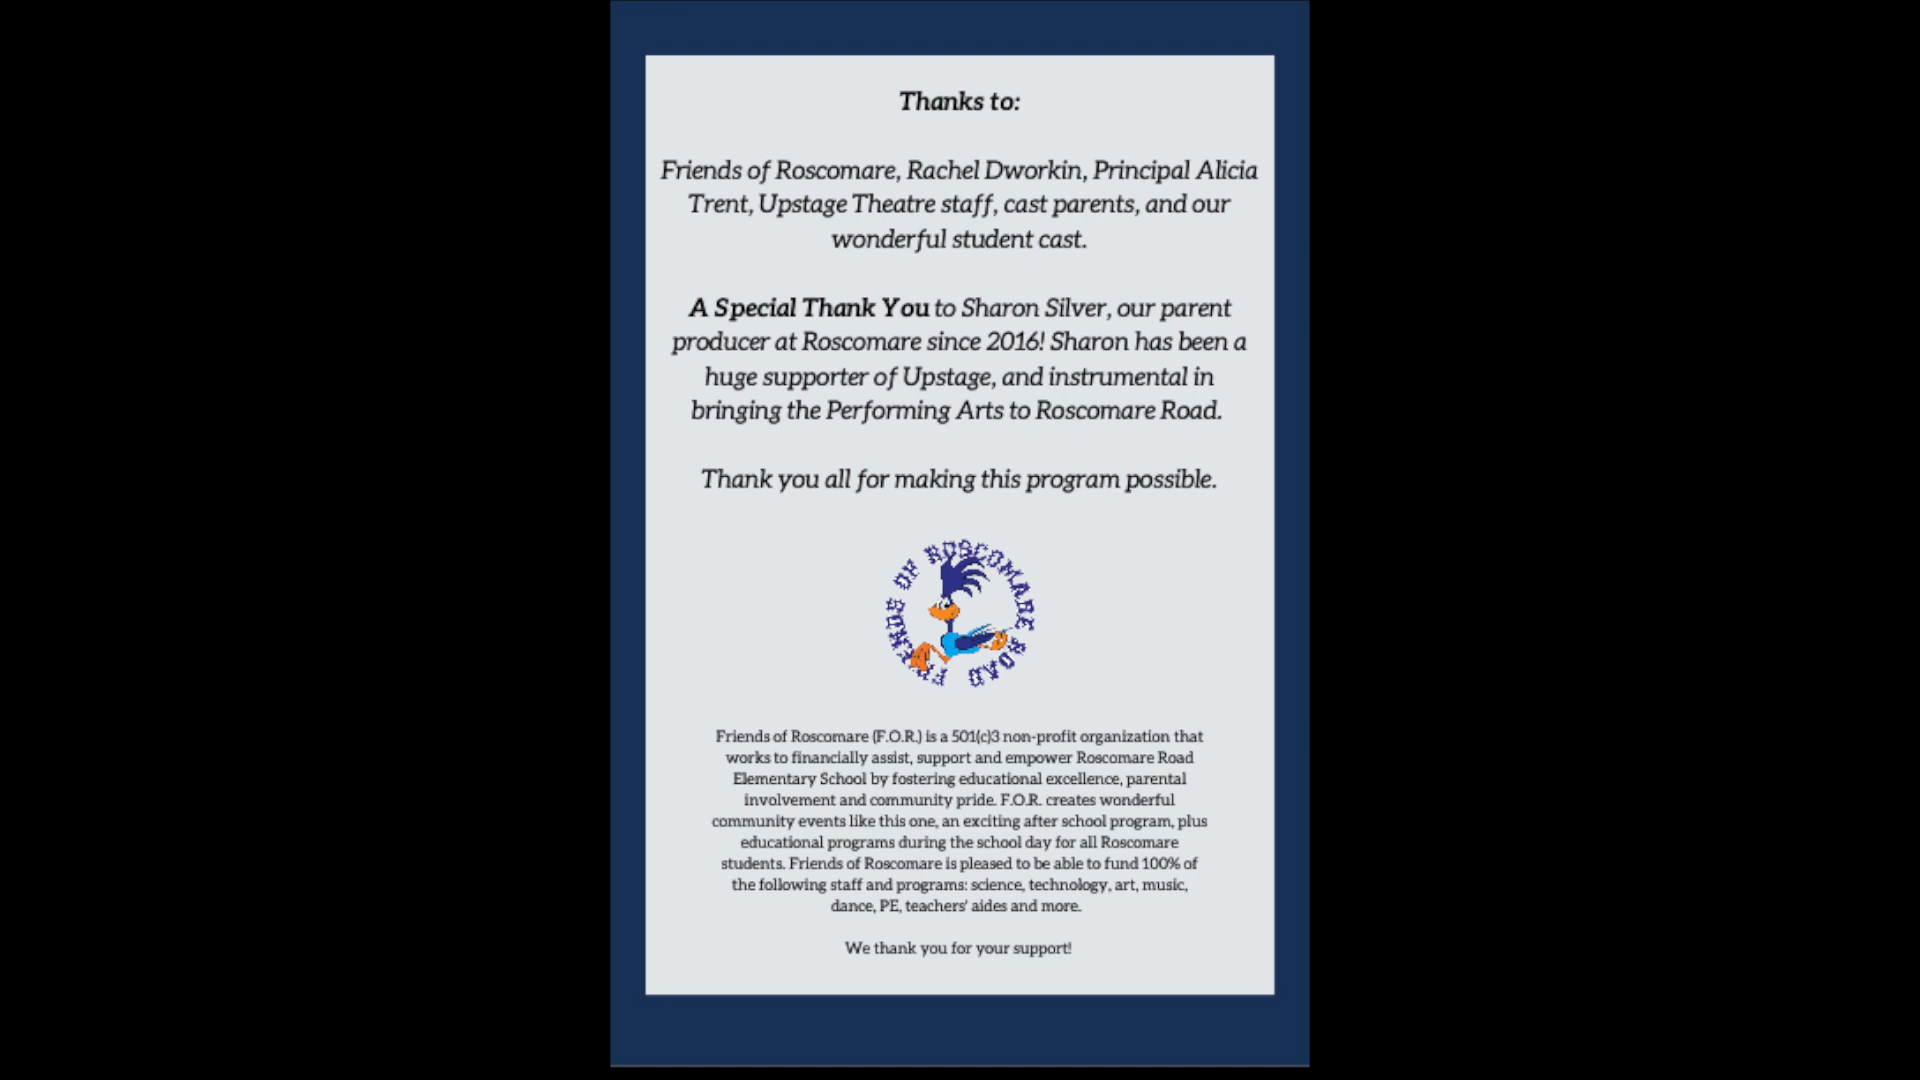 Thanks to:
Friends of Roscomare, Rachel Dworkin, Principal Alicia
Trent, Upstage Theatre staff, cast parents, and our
wonderful student cast.
A Special Thank You to Sharon Silver, our parent
producer at Roscomare since 2016! Sharon has been a
huge supporter of Upstage, and instrumental in
bringing the Performing Arts to Roscomare Road.
Thank you all for making this program possible.
FRIENDS OF ROSCOMARE ROAD
Friends of Roscomare (F.O.R.) is a 501(c)3 non-profit organization that
works to financially assist, support and empower Roscomare Road
Elementary School by fostering educational excellence, parental
involvement and community pride. F.O.R. creates wonderful
community events like this one, an exciting after school program, plus
educational programs during the school day for all Roscomare
students. Friends of Roscomare is pleased to be able to fund 100% of
the following staff and programs: science, technology, art, music,
dance, PE, teachers' aides and more.
We thank you for your support!